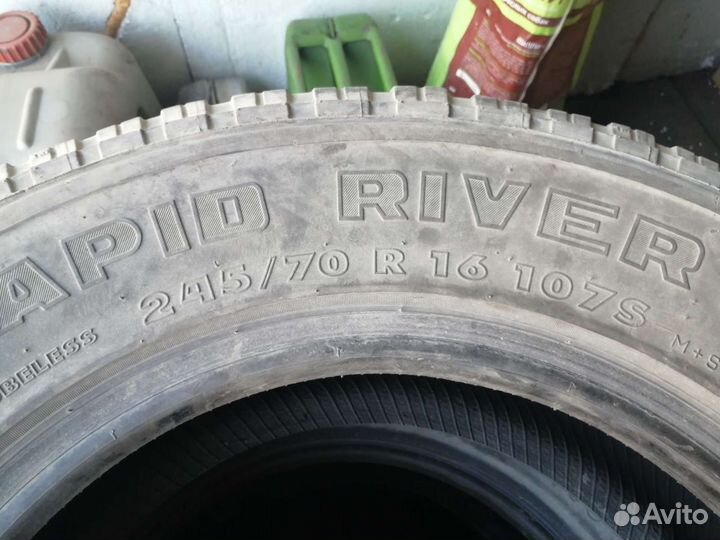 APID RIVER
245/70 R 16 107S
BELESS
M+S
Avito